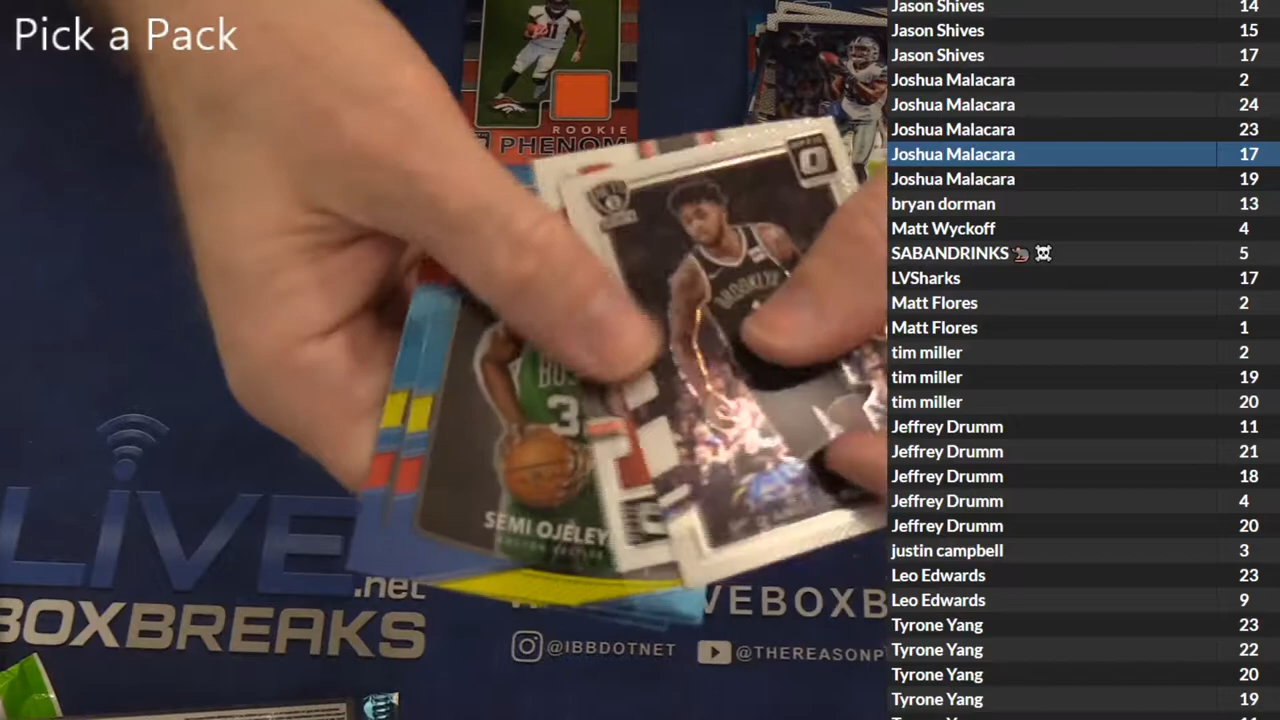 Pick a Pack
ROOKIE
PHENOM
BROOKLYN
BOS
3
SEMI OJELEY
LIVE
.net
BOXBREAKS
VEBOXB
@IBBDOTNET
@THEREASONP
Jason Shives 14
Jason Shives 15
Jason Shives 17
Joshua Malacara 2
Joshua Malacara 24
Joshua Malacara 23
Joshua Malacara 17
Joshua Malacara 19
bryan dorman 13
Matt Wyckoff 4
SABANDRINKS🐀☠ 5
LVSharks 17
Matt Flores 2
Matt Flores 1
tim miller 2
tim miller 19
tim miller 20
Jeffrey Drumm 11
Jeffrey Drumm 21
Jeffrey Drumm 18
Jeffrey Drumm 4
Jeffrey Drumm 20
justin campbell 3
Leo Edwards 23
Leo Edwards 9
Tyrone Yang 23
Tyrone Yang 22
Tyrone Yang 20
Tyrone Yang 19